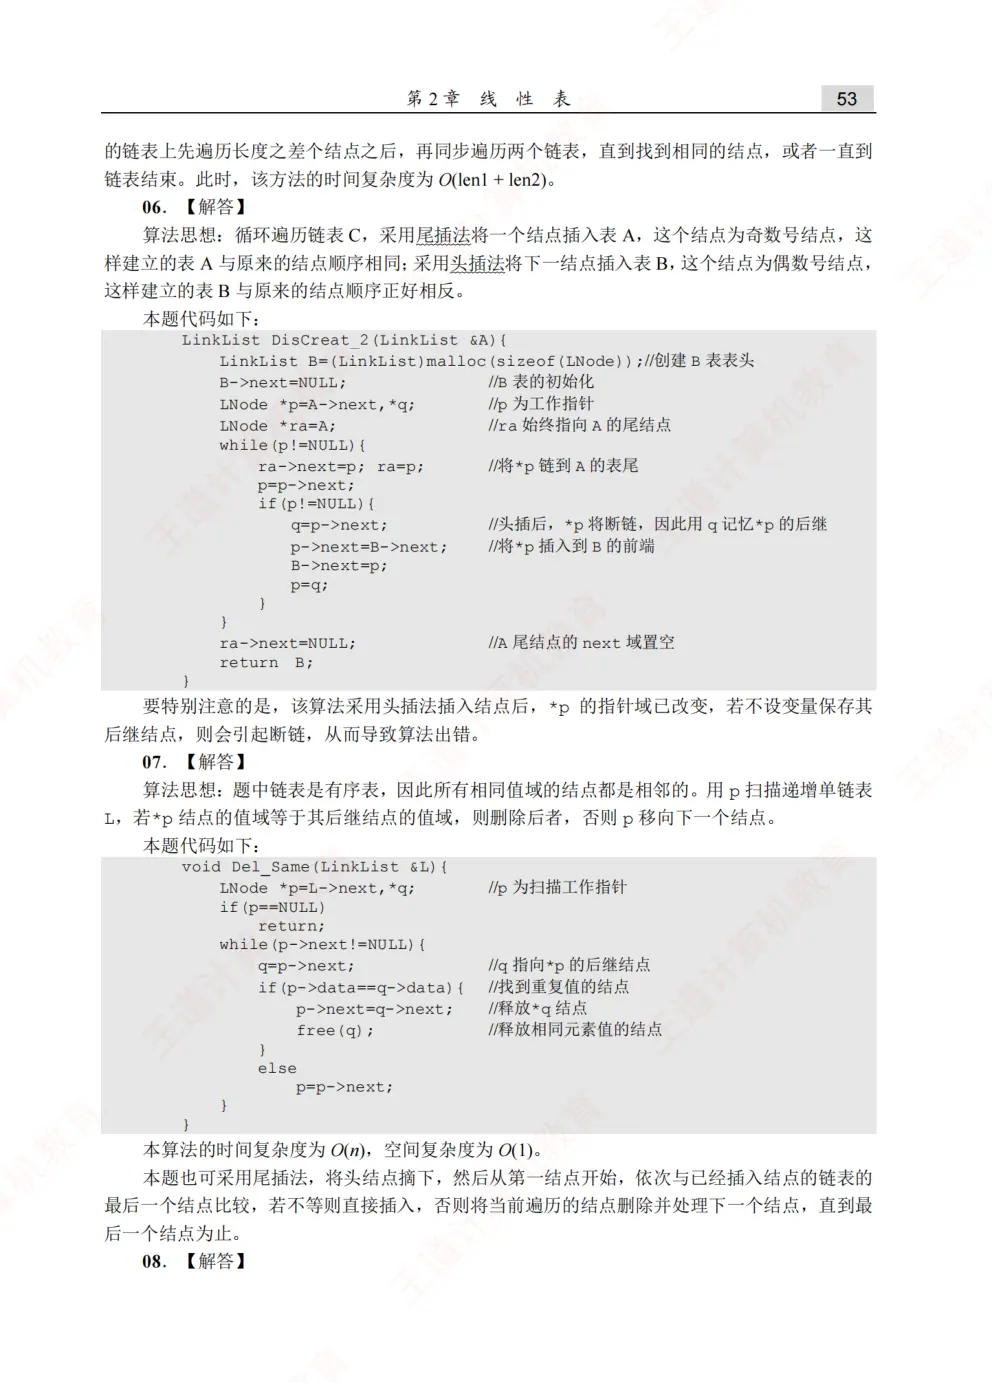 第 2 章 线 性 表 53
的链表上先遍历长度之差个结点之后，再同步遍历两个链表，直到找到相同的结点，或者一直到
链表结束。此时，该方法的时间复杂度为 O(len1 + len2)。
06．【解答】
算法思想：循环遍历链表 C，采用尾插法将一个结点插入表 A，这个结点为奇数号结点，这
样建立的表 A 与原来的结点顺序相同；采用头插法将下一结点插入表 B，这个结点为偶数号结点，
这样建立的表 B 与原来的结点顺序正好相反。
本题代码如下：
LinkList DisCreat_2(LinkList &A){
LinkList B=(LinkList)malloc(sizeof(LNode));//创建 B 表表头
B->next=NULL; //B 表的初始化
LNode *p=A->next,*q; //p 为工作指针
LNode *ra=A; //ra 始终指向 A 的尾结点
while(p!=NULL){
ra->next=p; ra=p; //将*p 链到 A 的表尾
p=p->next;
if(p!=NULL){
q=p->next; //头插后，*p 将断链，因此用 q 记忆*p 的后继
p->next=B->next; //将*p 插入到 B 的前端
B->next=p;
p=q;
}
}
ra->next=NULL; //A 尾结点的 next 域置空
return B;
}
要特别注意的是，该算法采用头插法插入结点后，*p 的指针域已改变，若不设变量保存其
后继结点，则会引起断链，从而导致算法出错。
07．【解答】
算法思想：题中链表是有序表，因此所有相同值域的结点都是相邻的。用 p 扫描递增单链表
L，若*p 结点的值域等于其后继结点的值域，则删除后者，否则 p 移向下一个结点。
本题代码如下：
void Del_Same(LinkList &L){
LNode *p=L->next,*q; //p 为扫描工作指针
if(p==NULL)
return;
while(p->next!=NULL){
q=p->next; //q 指向*p 的后继结点
if(p->data==q->data){ //找到重复值的结点
p->next=q->next; //释放*q 结点
free(q); //释放相同元素值的结点
}
else
p=p->next;
}
}
本算法的时间复杂度为 O(n)，空间复杂度为 O(1)。
本题也可采用尾插法，将头结点摘下，然后从第一结点开始，依次与已经插入结点的链表的
最后一个结点比较，若不等则直接插入，否则将当前遍历的结点删除并处理下一个结点，直到最
后一个结点为止。
08．【解答】
王道计算机教育